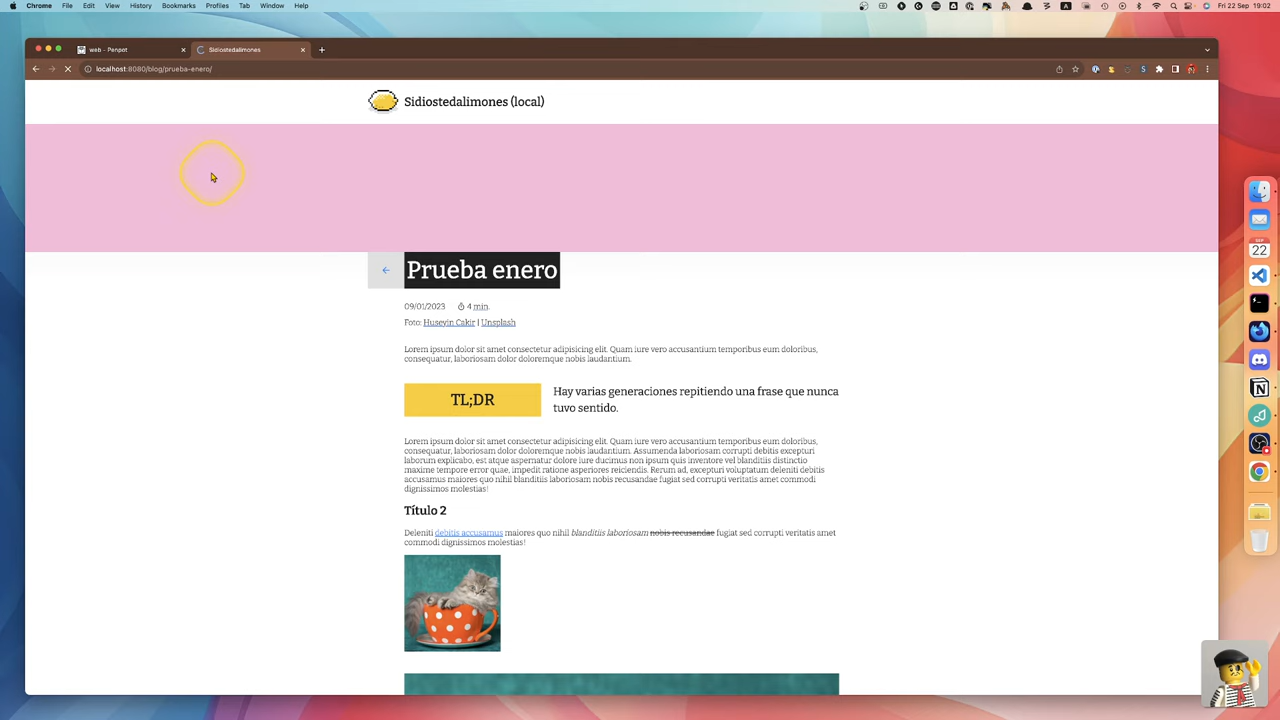 Chrome File Edit View History Bookmarks Profiles Tab Window Help
Fri 22 Sep 19:02
web - Penpot
Sidiostedalimones
localhost:8080/blog/prueba-enero/
Sidiostedalimones (local)
Prueba enero
09/01/2023 4 min.
Foto: Huseyin Cakir | Unsplash
Lorem ipsum dolor sit amet consectetur adipisicing elit. Quam iure vero accusantium temporibus eum doloribus,
consequatur, laboriosam dolor doloremque nobis laudantium.
TL;DR
Hay varias generaciones repitiendo una frase que nunca
tuvo sentido.
Lorem ipsum dolor sit amet consectetur adipisicing elit. Quam iure vero accusantium temporibus eum doloribus,
consequatur, laboriosam dolor doloremque nobis laudantium. Assumenda laboriosam corrupti debitis excepturi
laborum explicabo, est atque aspernatur dolore iure ducimus non ipsum quis inventore vel blanditiis distinctio
maxime tempore error quae, impedit ratione asperiores reiciendis. Rerum ad, excepturi voluptatum deleniti debitis
accusamus maiores quo nihil blanditiis laboriosam nobis recusandae fugiat sed corrupti veritatis amet commodi
dignissimos molestias!
Título 2
Deleniti debitis accusamus maiores quo nihil blanditiis laboriosam nobis recusandae fugiat sed corrupti veritatis amet
commodi dignissimos molestias!
SEP
22